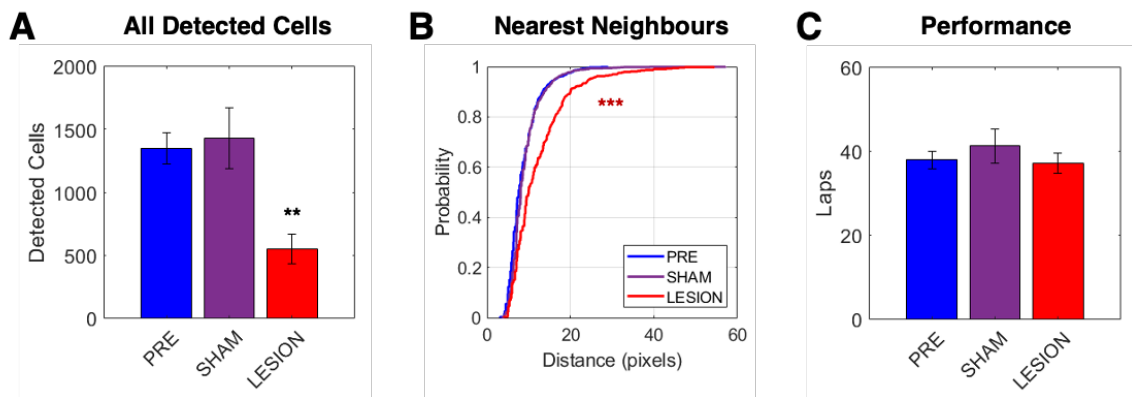 A All Detected Cells
2000
1500
1000
500
0
Detected Cells
**
PRE
SHAM
LESION
B Nearest Neighbours
1
0.8
0.6
0.4
0.2
0
Probability
***
PRE
SHAM
LESION
0 20 40 60
Distance (pixels)
C Performance
60
40
20
0
Laps
PRE
SHAM
LESION